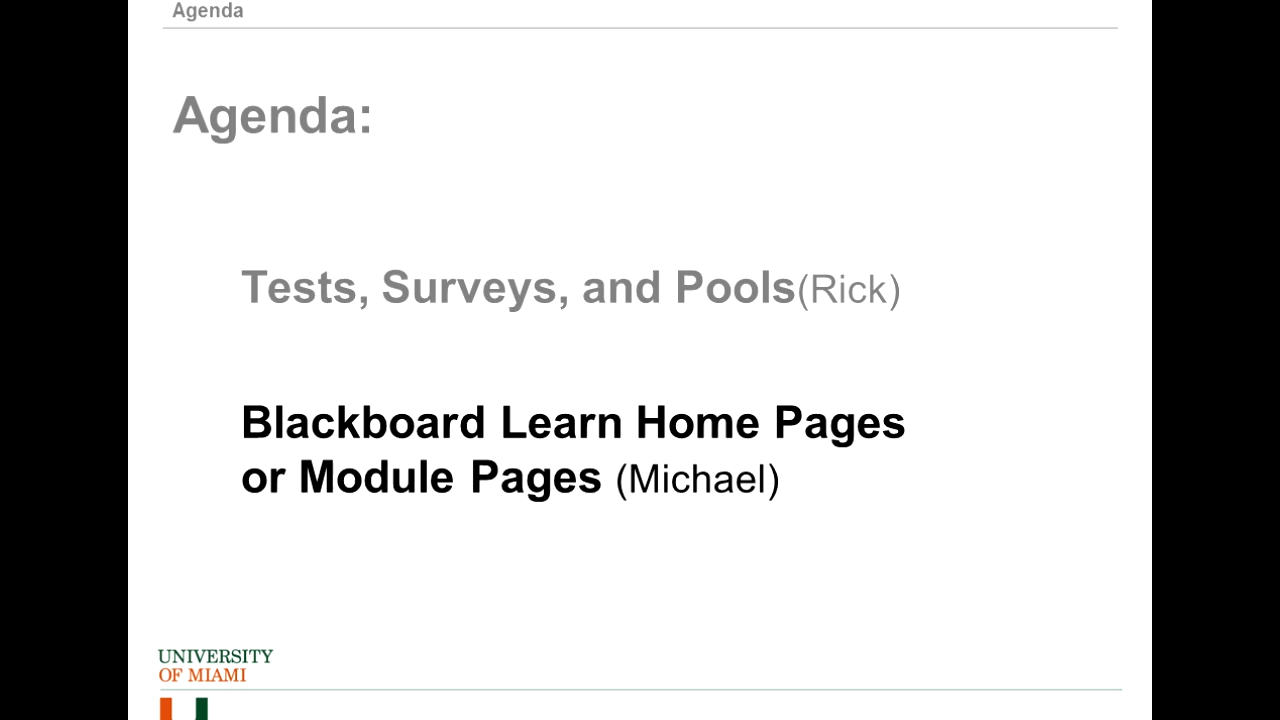 Agenda
Agenda:
Tests, Surveys, and Pools(Rick)
Blackboard Learn Home Pages
or Module Pages (Michael)
UNIVERSITY
OF MIAMI